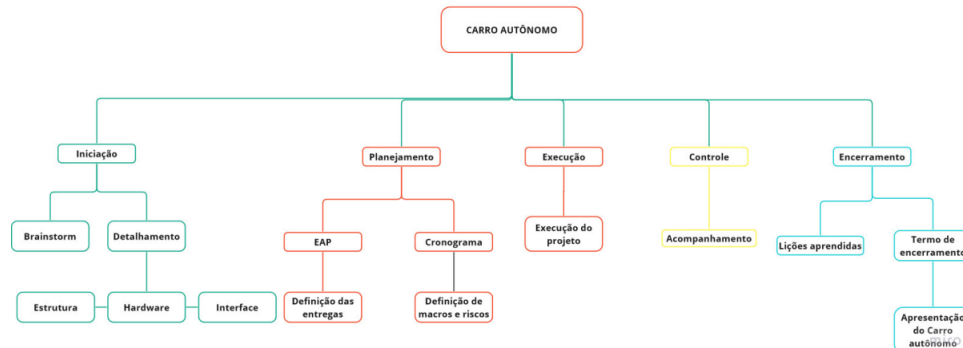 CARRO AUTÔNOMO
Iniciação
Planejamento
Execução
Controle
Encerramento
Brainstorm
Detalhamento
EAP
Cronograma
Execução do
projeto
Acompanhamento
Lições aprendidas
Termo de
encerramento
Estrutura
Hardware
Interface
Definição das
entregas
Definição de
macros e riscos
Apresentação
do Carro
autônomo
miro